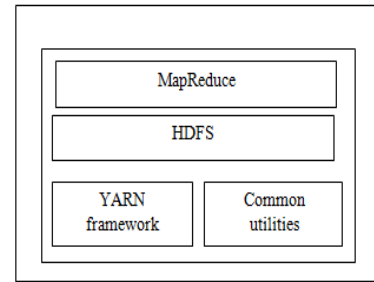 MapReduce
HDFS
YARN
framework
Common
utilities